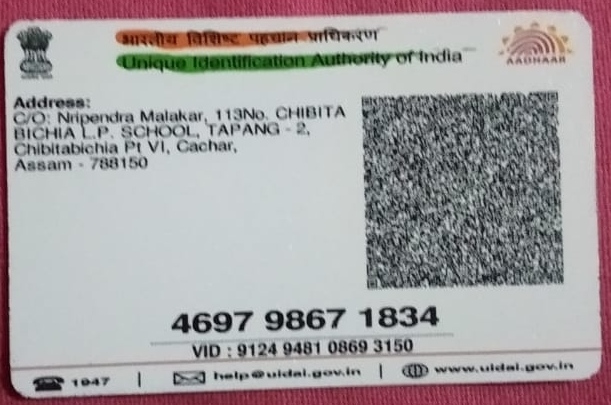 भारतीय विशिष्ट पहचान प्राधिकरण
Unique Identification Authority of India
AADHAAR
Address:
C/O: Nripendra Malakar, 113No. CHIBITA
BICHIA L.P. SCHOOL, TAPANG - 2,
Chibitabichia Pt VI, Cachar,
Assam - 788150
4697 9867 1834
VID : 9124 9481 0869 3150
1947 | help@uidai.gov.in | www.uidai.gov.in